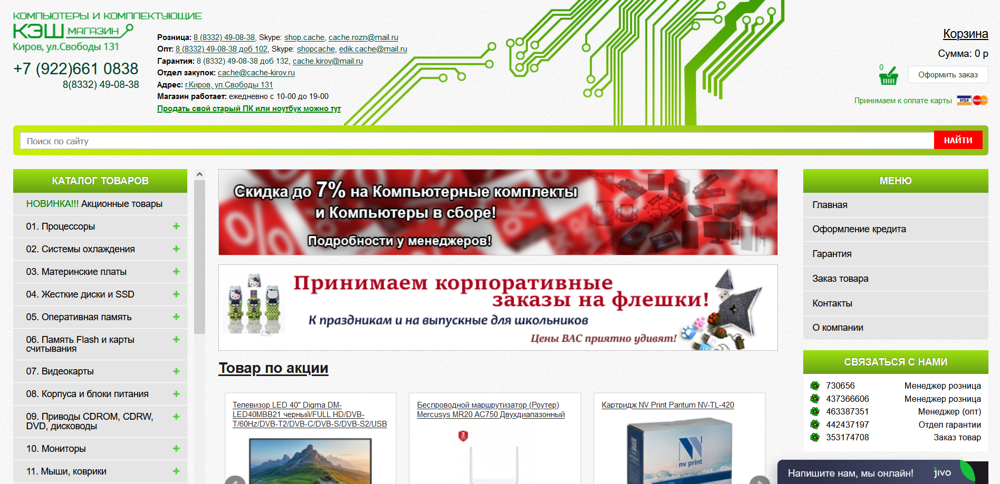 КОМПЬЮТЕРЫ И КОМПЛЕКТУЮЩИЕ
КЭШ МАГАЗИН
Киров, ул.Свободы 131
+7 (922)661 0838
8(8332) 49-08-38
Розница: 8 (8332) 49-08-38, Skype: shop.cache, cache.rozn@mail.ru
Опт: 8 (8332) 49-08-38 доб 102, Skype: shopcache, edik.cache@mail.ru
Гарантия: 8 (8332) 49-08-38 доб 132, cache.kirov@mail.ru
Отдел закупок: cache@cache-kirov.ru
Адрес: г.Киров, ул.Свободы 131
Магазин работает: ежедневно с 10-00 до 19-00
Продать свой старый ПК или ноутбук можно тут
Корзина
Сумма: 0 р
0
Оформить заказ
Принимаем к оплате карты VISA MasterCard
Поиск по сайту
НАЙТИ
КАТАЛОГ ТОВАРОВ
НОВИНКА!!! Акционные товары
01. Процессоры
02. Системы охлаждения
03. Материнские платы
04. Жесткие диски и SSD
05. Оперативная память
06. Память Flash и карты
считывания
07. Видеокарты
08. Корпуса и блоки питания
09. Приводы CDROM, CDRW,
DVD, дисководы
10. Мониторы
11. Мыши, коврики
Скидка до 7% на Компьютерные комплекты
и Компьютеры в сборе!
Подробности у менеджеров!
Принимаем корпоративные
заказы на флешки!
К праздникам и на выпускные для школьников
Цены ВАС приятно удивят!
Товар по акции
Телевизор LED 40" Digma DM-
LED40MBB21 черный/FULL HD/DVB-
T/60Hz/DVB-T2/DVB-C/DVB-S/DVB-S2/USB
Беспроводной маршрутизатор (Роутер)
Mercusys MR20 AC750 Двухдиапазонный
3
Картридж NV Print Pantum NV-TL-420
nv print
МЕНЮ
Главная
Оформление кредита
Гарантия
Заказ товара
Контакты
О компании
СВЯЗАТЬСЯ С НАМИ
730656 Менеджер розница
437366606 Менеджер розница
463387351 Менеджер (опт)
442437197 Отдел гарантии
353174708 Заказ товар
Напишите нам, мы онлайн! jivo